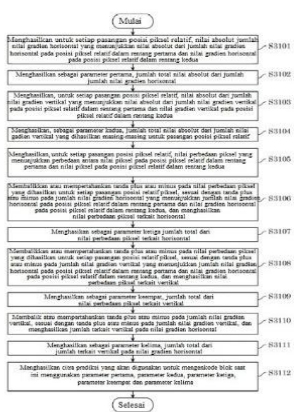 Mulai
Menghasilkan, untuk setiap pasangan posisi piksel relatif, nilai absolut jumlah
nilai gradien horisontal yang menunjukkan nilai absolut dari jumlah nilai gradien
horisontal pada posisi piksel relatif dalam rentang pertama dan nilai gradien horisontal
pada posisi piksel relatif dalam rentang kedua
S3101
Menghasilkan sebagai parameter pertama, jumlah total nilai absolut dari jumlah
jumlah nilai gradien horisontal
S3102
Menghasilkan, untuk setiap pasangan posisi piksel relatif, nilai absolut dari jumlah
nilai gradien vertikal yang menunjukkan nilai absolut dari jumlah nilai gradien vertikal
pada posisi piksel relatif dalam rentang pertama dan nilai gradien vertikal pada posisi
piksel relatif dalam rentang kedua
S3103
Menghasilkan, sebagai parameter kedua, jumlah total nilai absolut dari jumlah nilai
gradien vertikal yang dihasilkan masing-masing untuk pasangan posisi piksel relatif
S3104
Menghasilkan, untuk setiap pasangan posisi piksel relatif, nilai perbedaan piksel yang
menunjukkan perbedaan antara nilai piksel pada posisi piksel relatif dalam rentang
pertama dan nilai piksel pada posisi piksel relatif dalam rentang kedua
S3105
Membalikkan atau mempertahankan tanda plus atau minus pada nilai perbedaan piksel
yang dihasilkan untuk setiap pasangan posisi relatif piksel, sesuai dengan tanda plus
atau minus pada jumlah nilai gradien horisontal yang menunjukkan jumlah nilai gradien
horisontal pada posisi piksel relatif dalam rentang pertama dan nilai gradien horisontal
pada posisi piksel relatif dalam rentang kedua, dan menghasilkan
nilai perbedaan piksel terkait horisontal
S3106
Menghasilkan sebagai parameter ketiga jumlah total dari
nilai perbedaan piksel terkait horisontal
S3107
Membalikkan atau mempertahankan tanda plus atau minus pada nilai perbedaan piksel
yang dihasilkan untuk setiap pasangan posisi relatif piksel, sesuai dengan tanda plus
atau minus pada jumlah nilai gradien vertikal yang menunjukkan jumlah nilai gradien
horisontal pada posisi piksel relatif dalam rentang pertama dan nilai gradien horisontal
pada posisi piksel relatif dalam rentang kedua, dan menghasilkan nilai
perbedaan piksel terkait vertikal
S3108
Menghasilkan sebagai parameter keempat, jumlah total dari
nilai perbedaan piksel terkait vertikal
S3109
Membalik atau mempertahankan tanda plus atau minus pada jumlah nilai gradien
vertikal, sesuai dengan tanda plus atau minus pada jumlah nilai gradien vertikal, dan
menghasilkan jumlah terkait vertikal pada nilai gradien horisontal
S3110
Menghasilkan sebagai parameter kelima, jumlah total dari
jumlah terkait vertikal pada nilai gradien horisontal
S3111
Menghasilkan citra prediksi yang akan digunakan untuk mengenkode blok saat
ini menggunakan parameter pertama, parameter kedua, parameter ketiga,
parameter keempat dan parameter kelima
S3112
Selesai